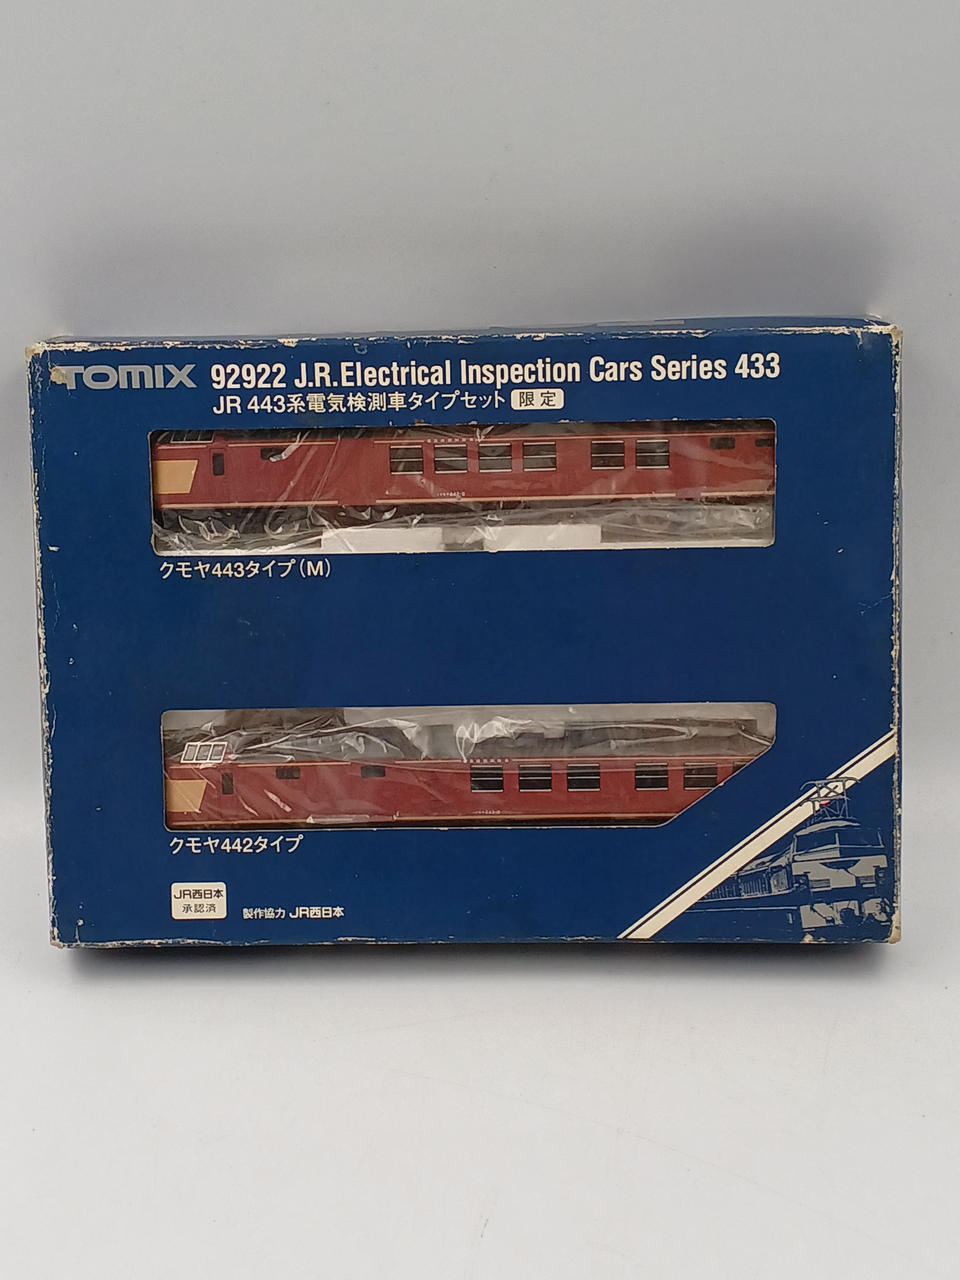 TOMIX 92922 J.R.Electrical Inspection Cars Series 433
JR 443系電気検測車タイプセット 限定
クモヤ443タイプ(M)
クモヤ442タイプ
JR西日本
承認済
製作協力 JR西日本